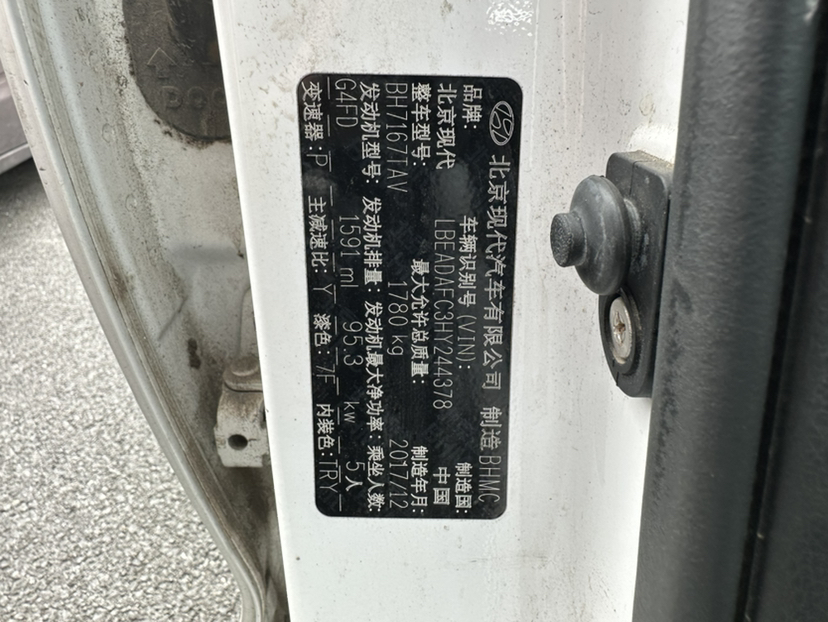 北京现代汽车有限公司 制造 BHMC
品牌: 车辆识别号(VIN): 制造国:
北京现代 LBEADAFC3HY244378 中国
整车型号: 最大允许总质量: 制造年月:
BH7167TAV 1780 kg 2017/12
发动机型号: 发动机排量: 发动机最大净功率: 乘坐人数:
G4FD 1591 ml 95.3 kw 5人
变速器: P 主减速比: Y 漆色: 7F 内装色: TRY